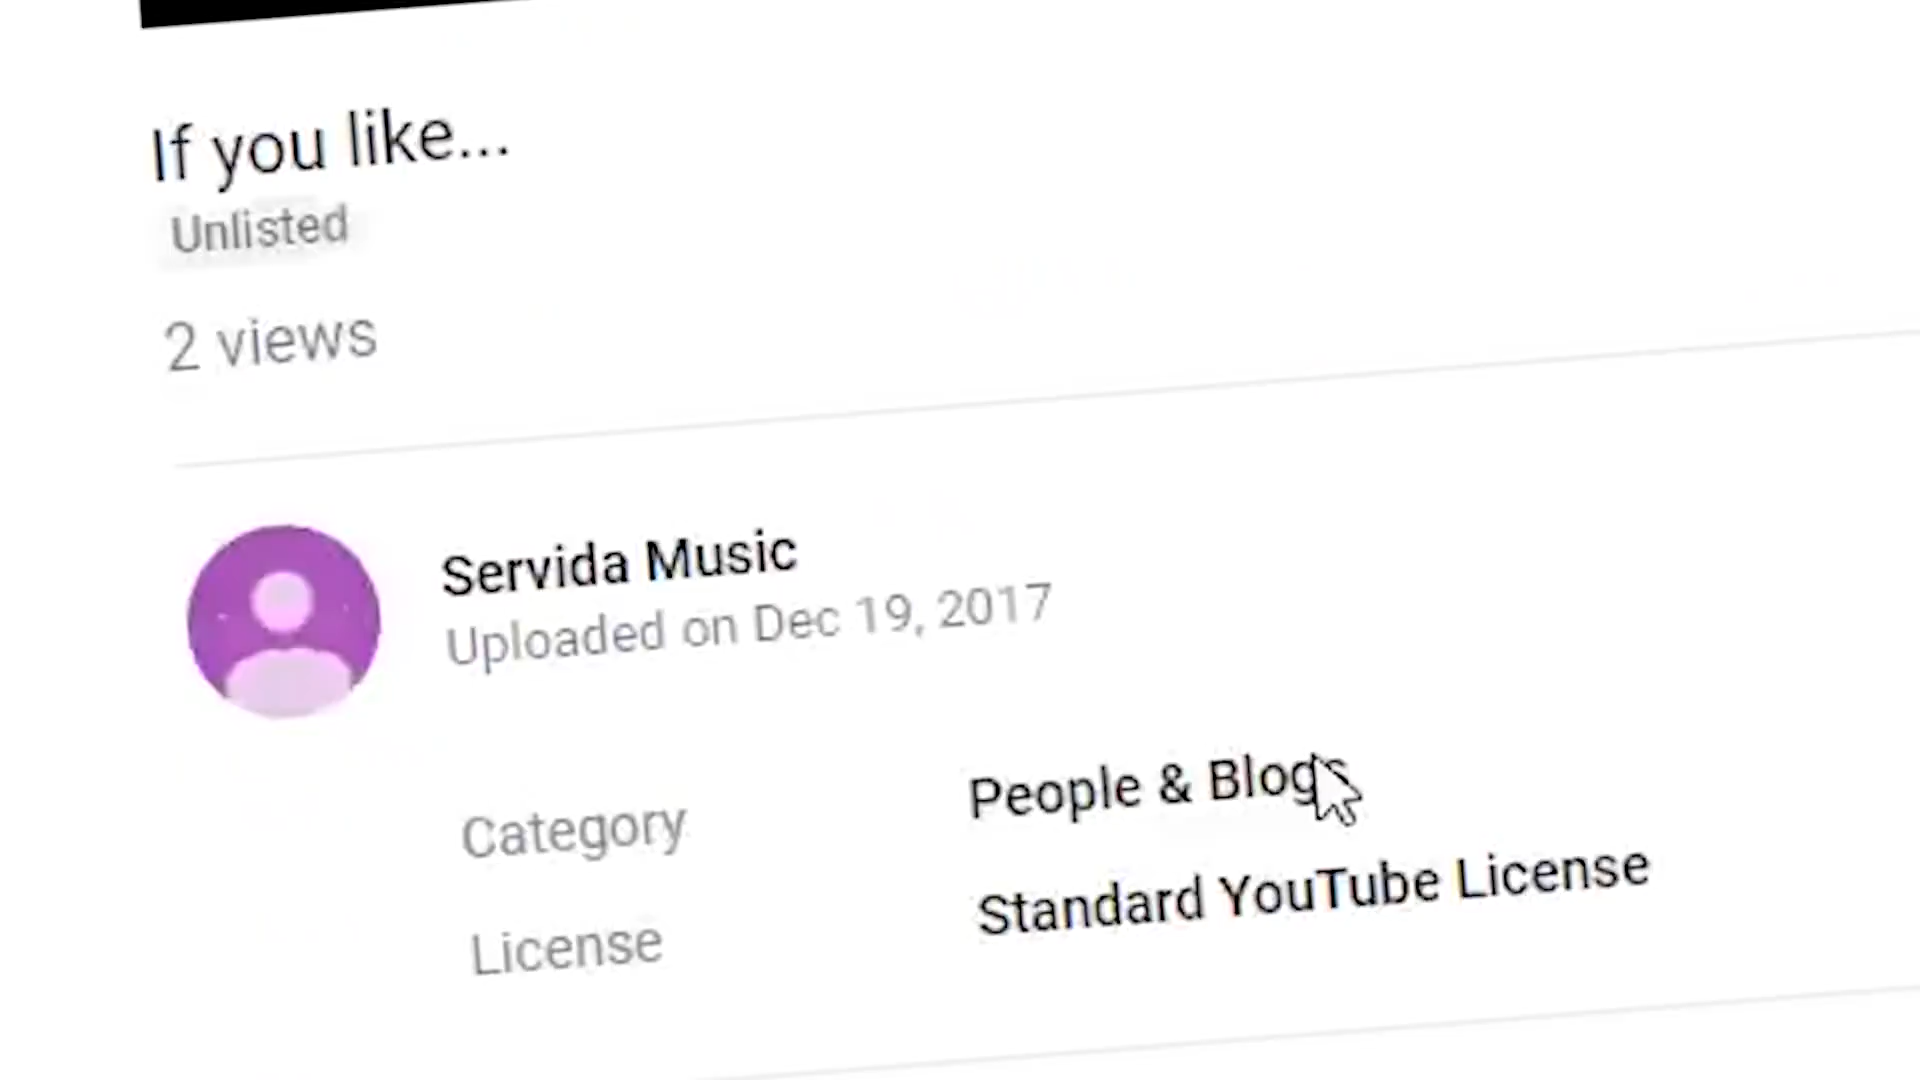 If you like...
Unlisted
2 views
Servida Music
Uploaded on Dec 19, 2017
Category People & Blogs
License Standard YouTube License